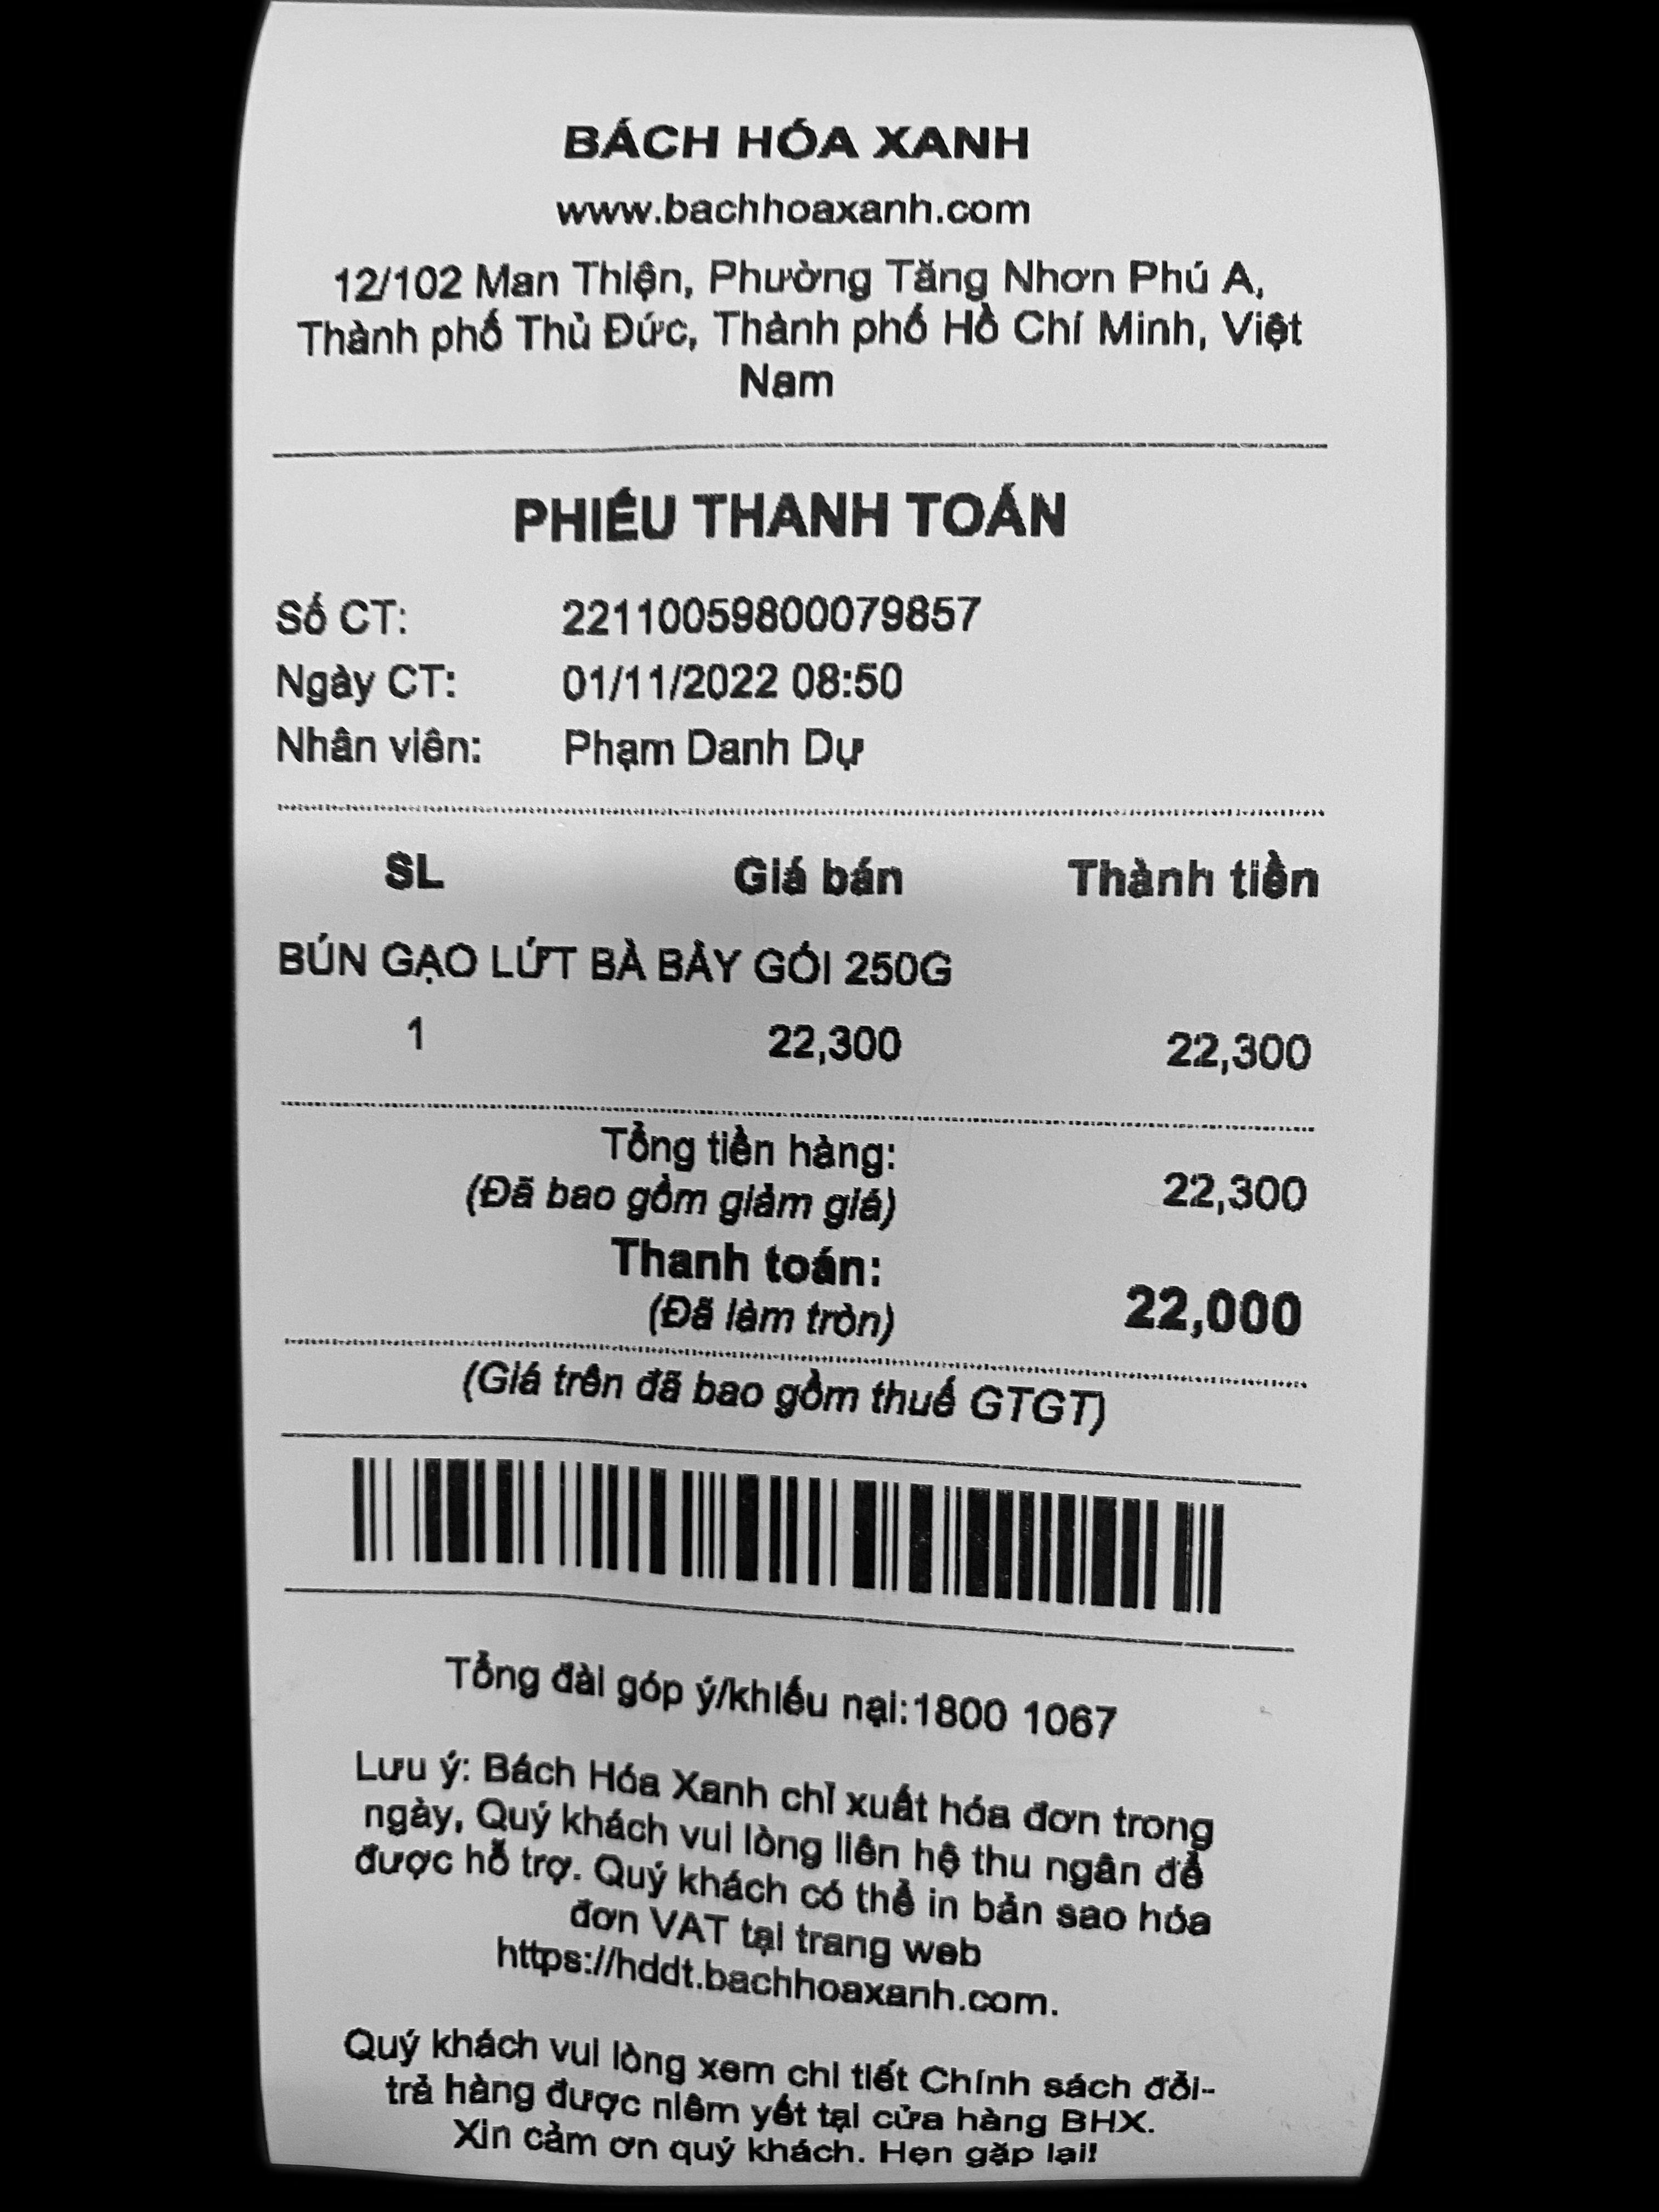 BÁCH HÓA XANH
www.bachhoaxanh.com
12/102 Man Thiện, Phường Tăng Nhơn Phú A,
Thành phố Thủ Đức, Thành phố Hồ Chí Minh, Việt
Nam
PHIẾU THANH TOÁN
Số CT: 22110059800079857
Ngày CT: 01/11/2022 08:50
Nhân viên: Phạm Danh Dự
SL Giá bán Thành tiền
BÚN GẠO LỨT BÀ BẢY GÓI 250G
1 22,300 22,300
Tổng tiền hàng:
(Đã bao gồm giảm giá) 22,300
Thanh toán:
(Đã làm tròn) 22,000
(Giá trên đã bao gồm thuế GTGT)
Tổng đài góp ý/khiếu nại:1800 1067
Lưu ý: Bách Hóa Xanh chỉ xuất hóa đơn trong
ngày, Quý khách vui lòng liên hệ thu ngân để
được hỗ trợ. Quý khách có thể in bản sao hóa
đơn VAT tại trang web
https://hddt.bachhoaxanh.com.
Quý khách vui lòng xem chi tiết Chính sách đổi-
trả hàng được niêm yết tại cửa hàng BHX.
Xin cảm ơn quý khách. Hẹn gặp lại!